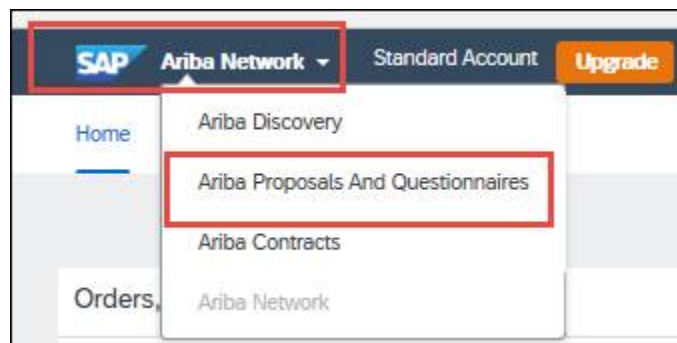 SAP Ariba Network Standard Account Upgrade
Home
Ariba Discovery
Ariba Proposals And Questionnaires
Ariba Contracts
Orders,
Ariba Network